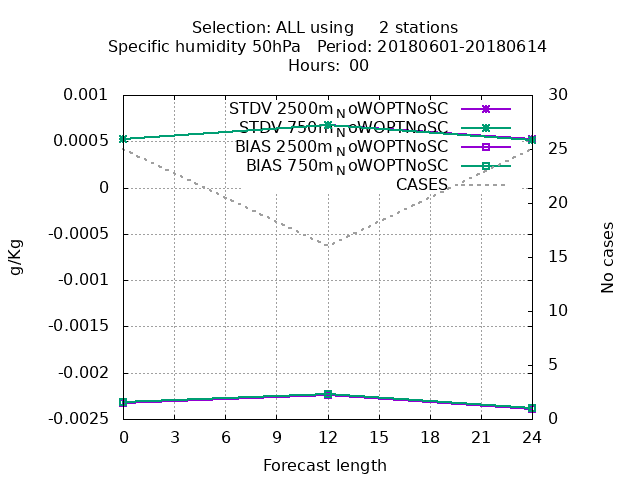 Selection: ALL using     2 stations
Specific humidity 50hPa   Period: 20180601-20180614
Hours:  00
STDV 2500m_NoWOPTNoSC
STDV 750m_NoWOPTNoSC
BIAS 2500m_NoWOPTNoSC
BIAS 750m_NoWOPTNoSC
CASES
g/Kg
0.001
0.0005
0
-0.0005
-0.001
-0.0015
-0.002
-0.0025
30
25
20
15
10
5
0
No cases
0 3 6 9 12 15 18 21 24
Forecast length